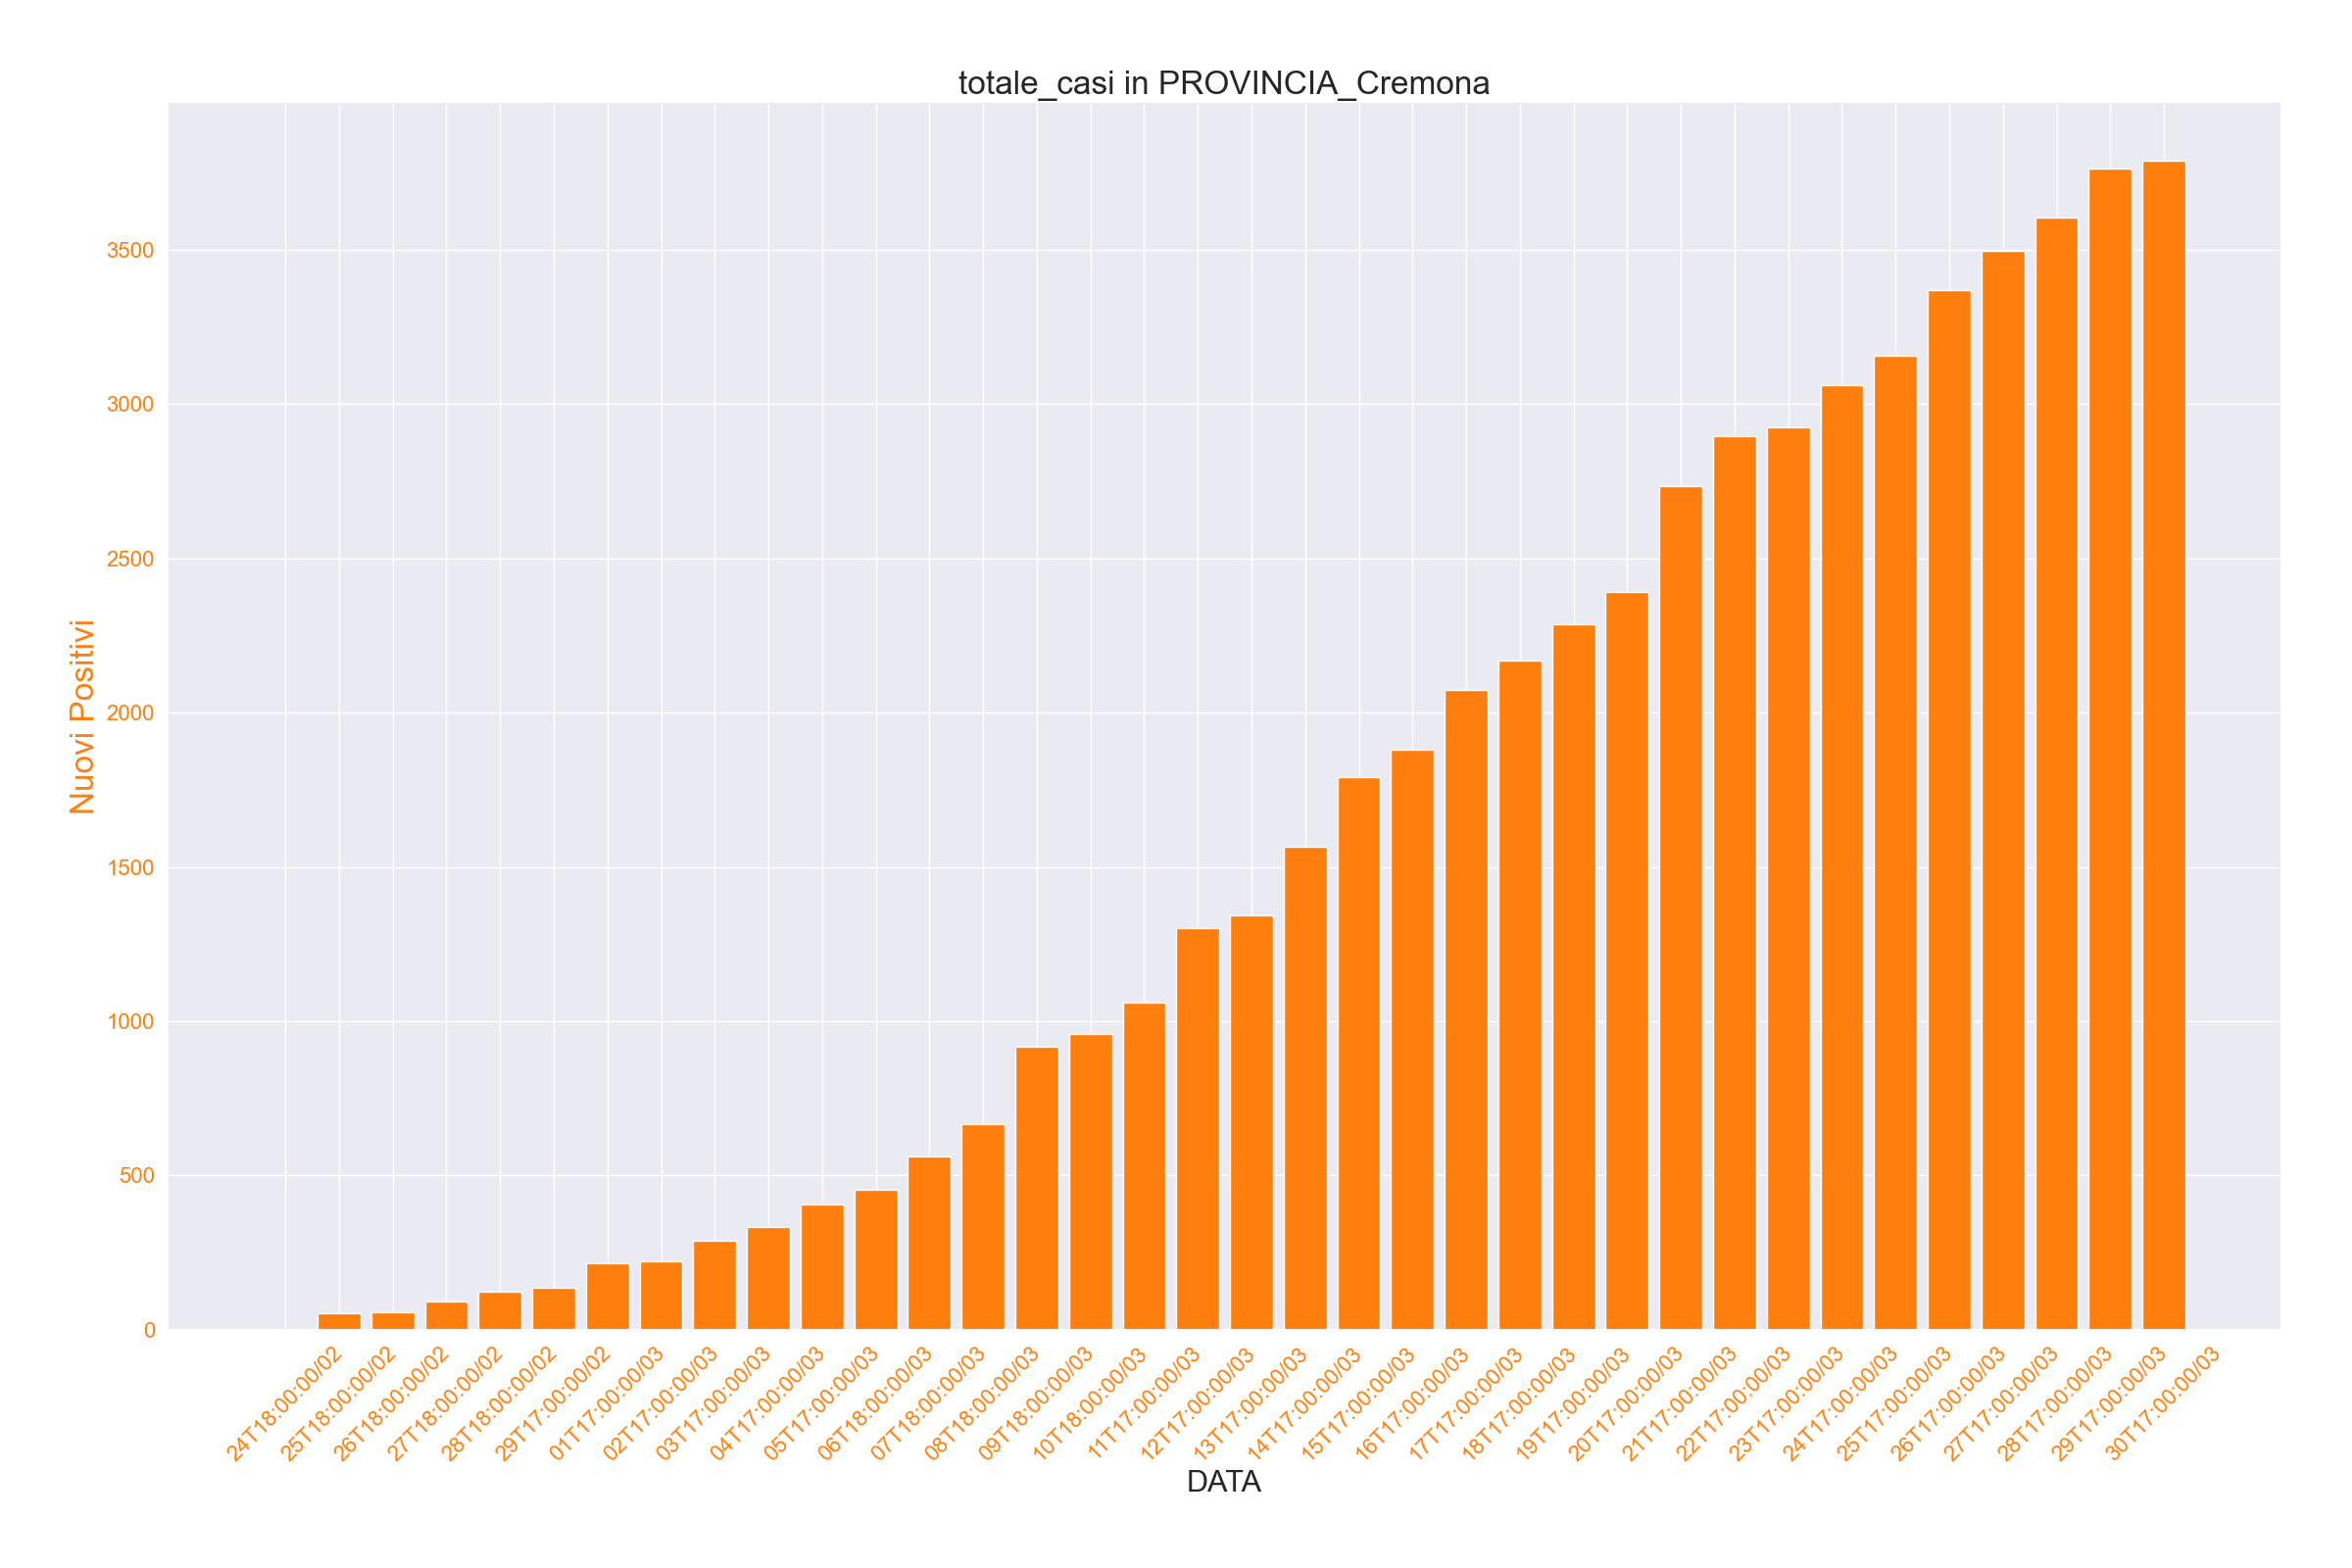 totale_casi in PROVINCIA_Cremona
Nuovi Positivi
3500
3000
2500
2000
1500
1000
500
0
24T18:00:00/02
25T18:00:00/02
26T18:00:00/02
27T18:00:00/02
28T18:00:00/02
29T17:00:00/02
01T17:00:00/03
02T17:00:00/03
03T17:00:00/03
04T17:00:00/03
05T17:00:00/03
06T18:00:00/03
07T18:00:00/03
08T18:00:00/03
09T18:00:00/03
10T18:00:00/03
11T17:00:00/03
12T17:00:00/03
13T17:00:00/03
14T17:00:00/03
15T17:00:00/03
16T17:00:00/03
17T17:00:00/03
18T17:00:00/03
19T17:00:00/03
20T17:00:00/03
21T17:00:00/03
22T17:00:00/03
23T17:00:00/03
24T17:00:00/03
25T17:00:00/03
26T17:00:00/03
27T17:00:00/03
28T17:00:00/03
29T17:00:00/03
30T17:00:00/03
DATA